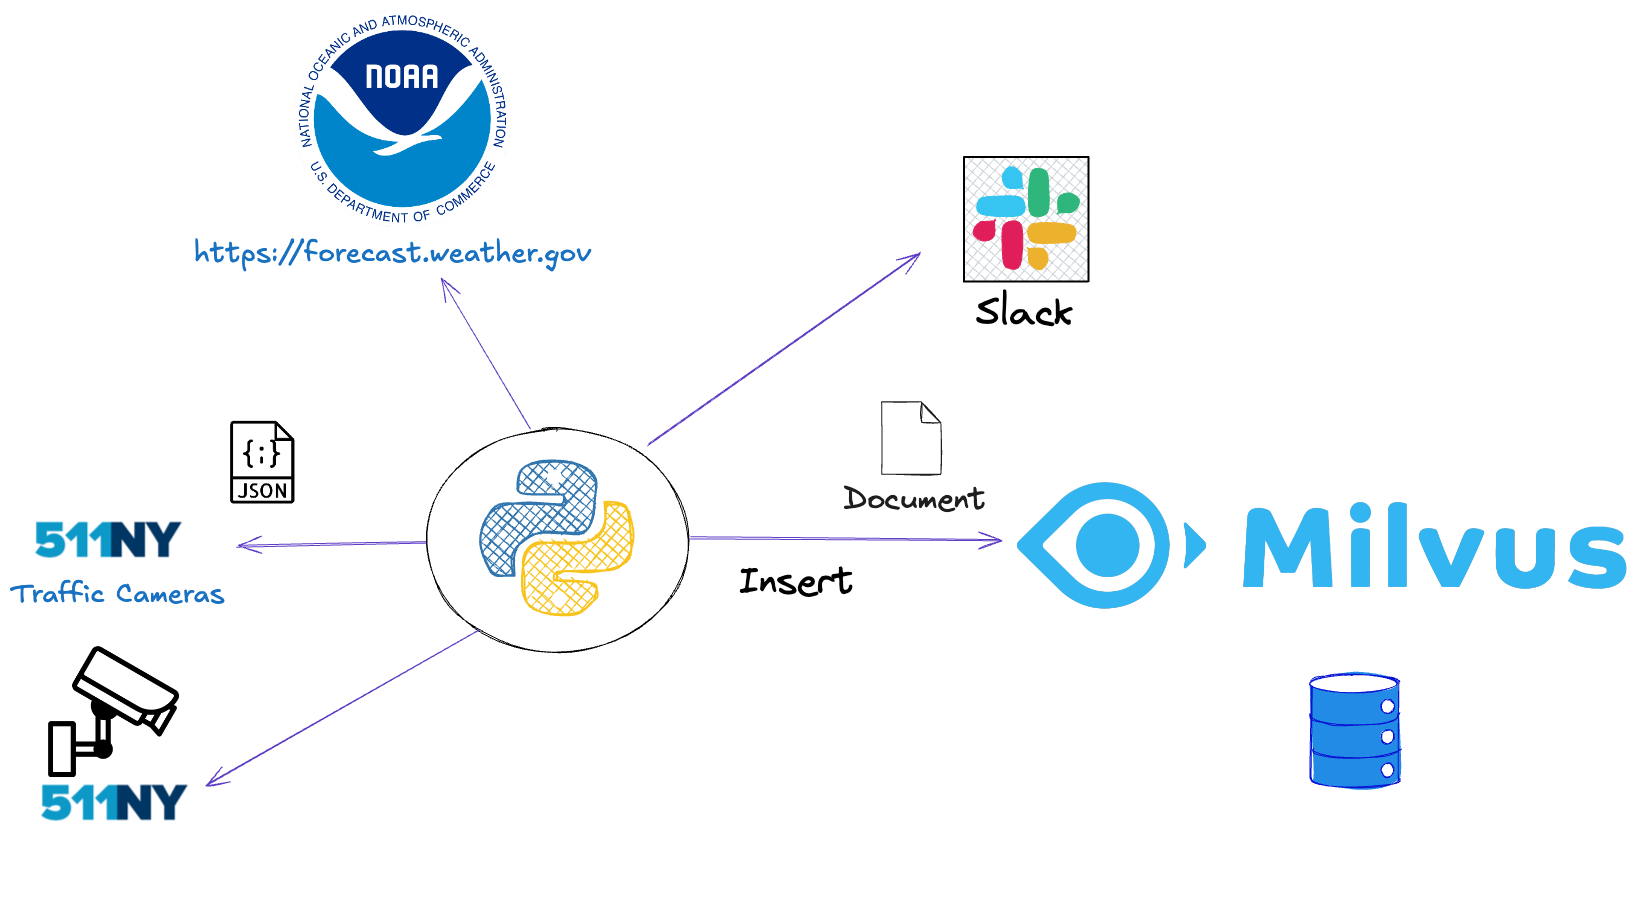 NATIONAL OCEANIC AND ATMOSPHERIC ADMINISTRATION
NOAA
U.S. DEPARTMENT OF COMMERCE
https://forecast.weather.gov
Slack
{;}
JSON
Document
511NY
Traffic Cameras
Insert
Milvus
511NY